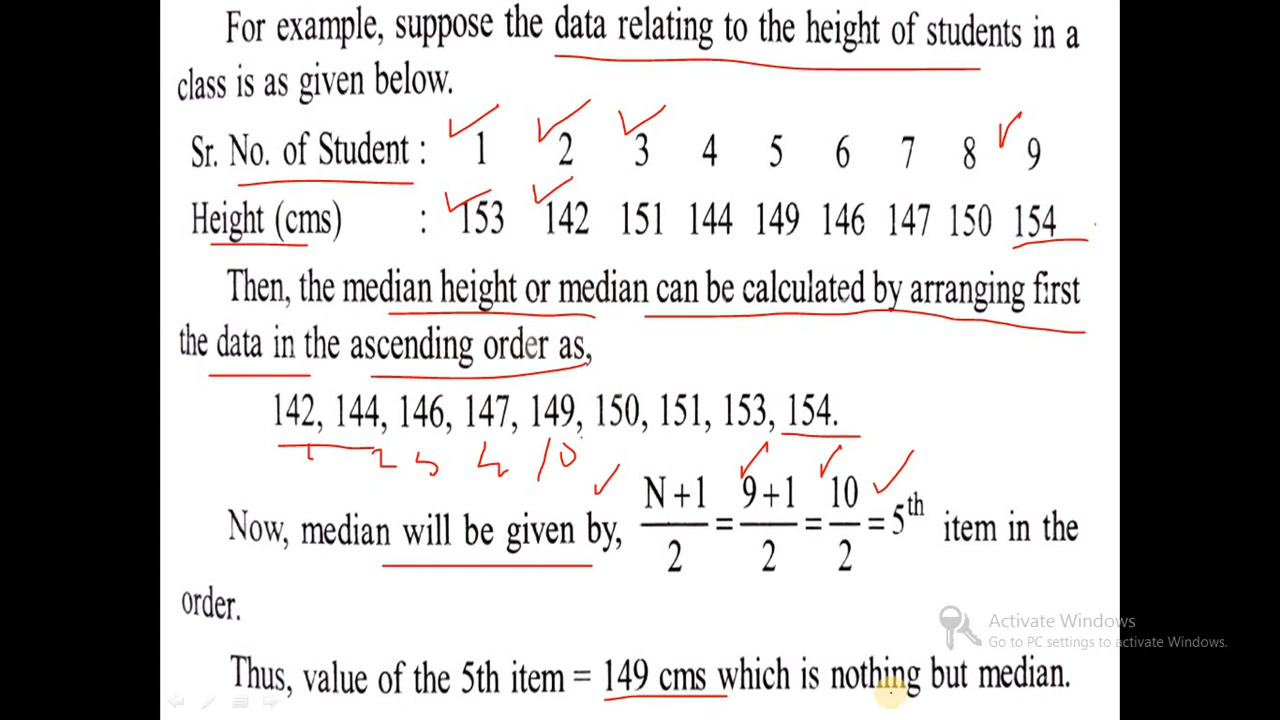 For example, suppose the data relating to the height of students in a
class is as given below.
Sr. No. of Student : 1 2 3 4 5 6 7 8 9
Height (cms) : 153 142 151 144 149 146 147 150 154
Then, the median height or median can be calculated by arranging first
the data in the ascending order as,
142, 144, 146, 147, 149, 150, 151, 153, 154.
Now, median will be given by, (N+1)/2 = (9+1)/2 = 10/2 = 5th item in the
order.
Activate Windows
Go to PC settings to activate Windows.
Thus, value of the 5th item = 149 cms which is nothing but median.